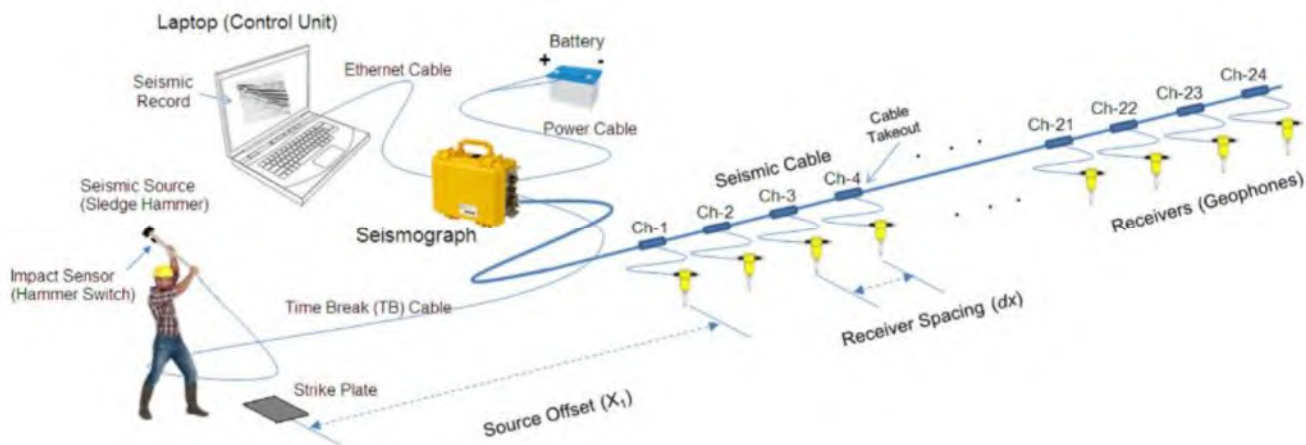 Laptop (Control Unit)
Seismic
Record
Ethernet Cable
Battery
+
-
Power Cable
Seismic Source
(Sledge Hammer)
Impact Sensor
(Hammer Switch)
Seismograph
Time Break (TB) Cable
Strike Plate
Source Offset (X₁)
Seismic Cable
Cable
Takeout
Ch-1
Ch-2
Ch-3
Ch-4
. . .
Ch-21
Ch-22
Ch-23
Ch-24
. . .
Receivers (Geophones)
Receiver Spacing (dx)